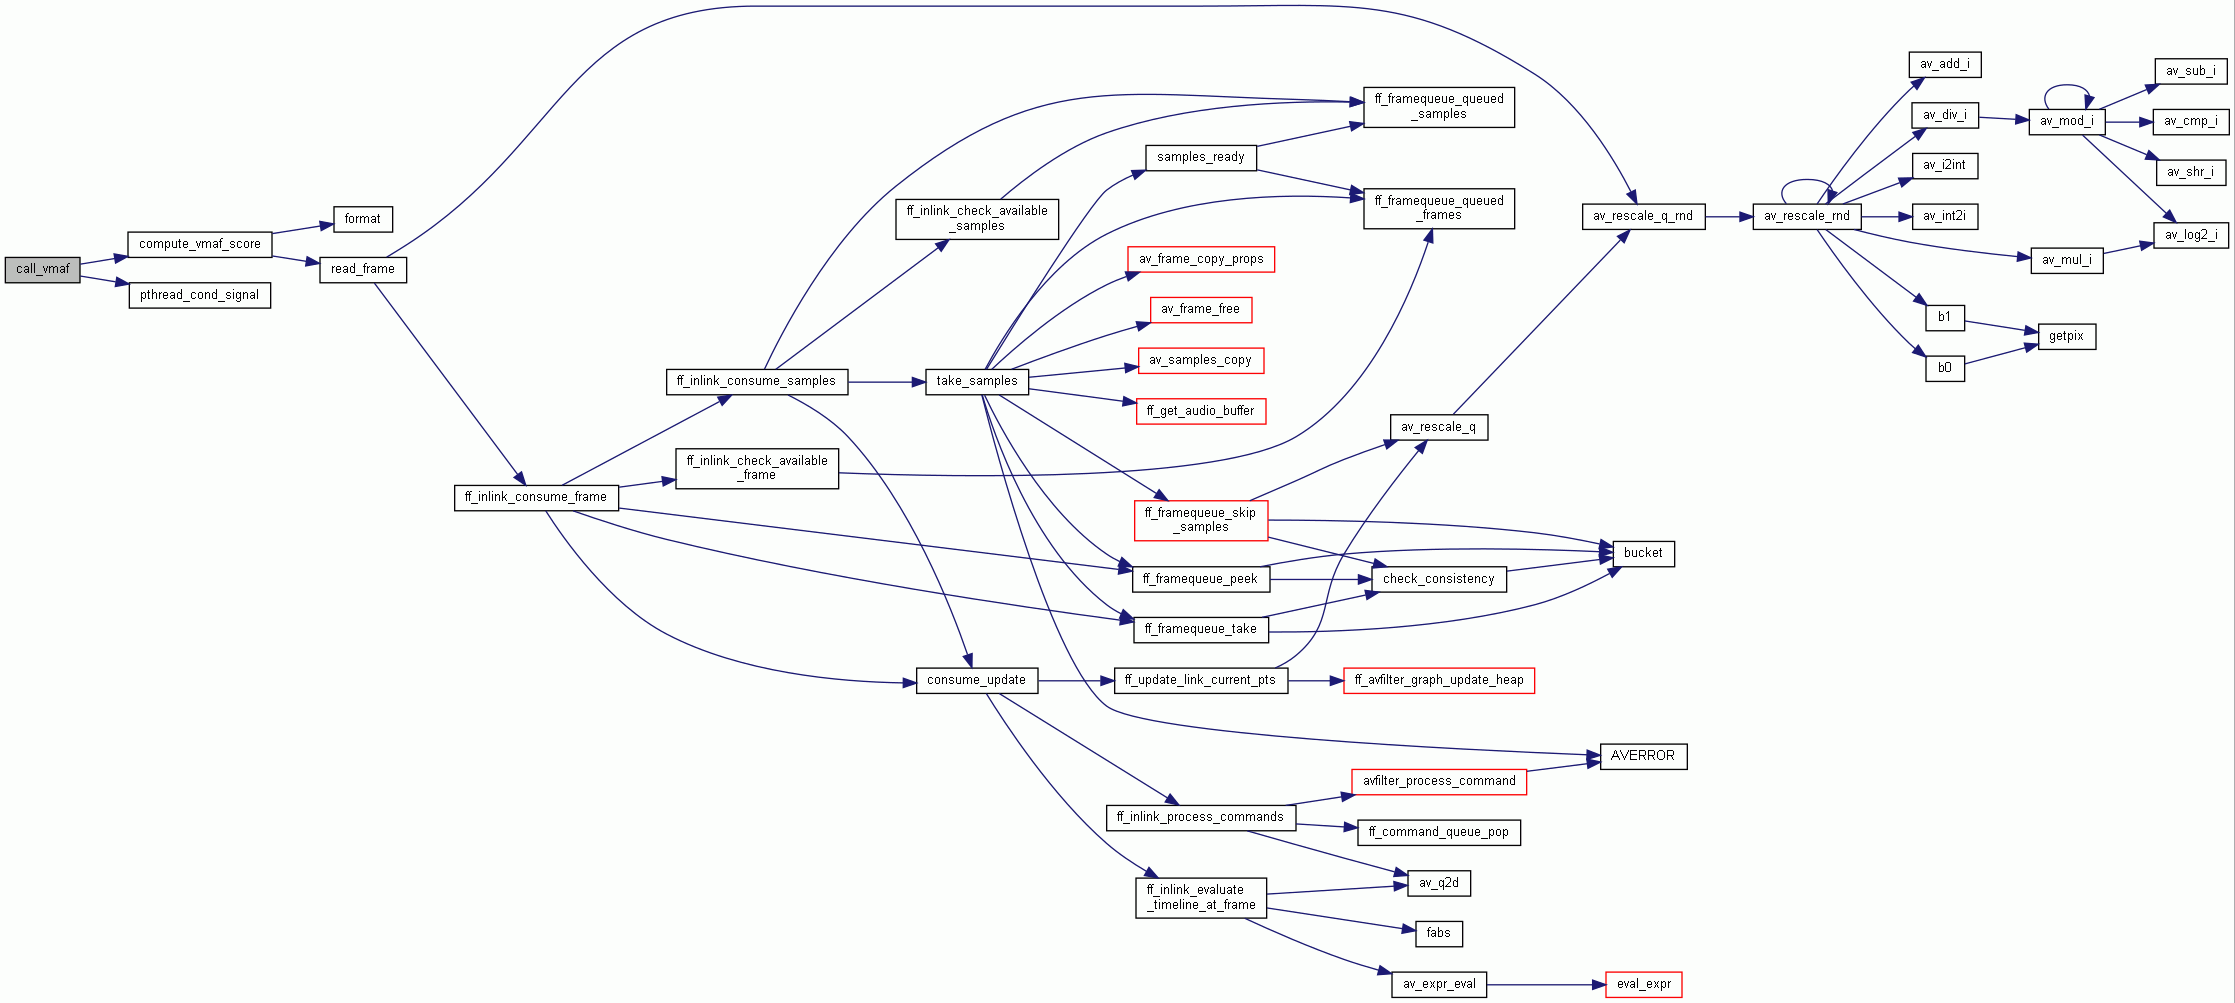 call_vmaf
compute_vmaf_score
pthread_cond_signal
format
read_frame
ff_inlink_consume_frame
ff_inlink_consume_samples
ff_inlink_check_available
_frame
ff_inlink_check_available
_samples
take_samples
consume_update
samples_ready
av_frame_copy_props
av_frame_free
av_samples_copy
ff_get_audio_buffer
ff_framequeue_skip
_samples
ff_framequeue_peek
ff_framequeue_take
ff_update_link_current_pts
ff_inlink_process_commands
ff_inlink_evaluate
_timeline_at_frame
ff_framequeue_queued
_samples
ff_framequeue_queued
_frames
av_rescale_q
check_consistency
ff_avfilter_graph_update_heap
avfilter_process_command
ff_command_queue_pop
av_q2d
fabs
av_expr_eval
av_rescale_q_rnd
bucket
AVERROR
eval_expr
av_rescale_rnd
av_add_i
av_div_i
av_i2int
av_int2i
av_mul_i
b1
b0
av_mod_i
getpix
av_sub_i
av_cmp_i
av_shr_i
av_log2_i